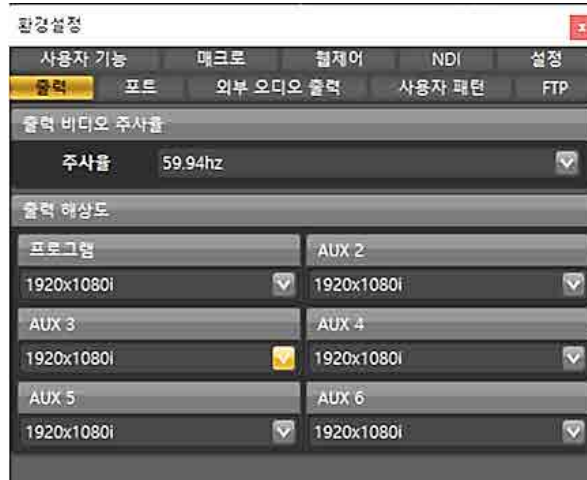 환경설정
x
사용자 기능 매크로 웹제어 NDI 설정
출력 포트 외부 오디오 출력 사용자 패턴 FTP
출력 비디오 주사율
주사율 59.94hz
출력 해상도
프로그램 AUX 2
1920x1080i 1920x1080i
AUX 3 AUX 4
1920x1080i 1920x1080i
AUX 5 AUX 6
1920x1080i 1920x1080i